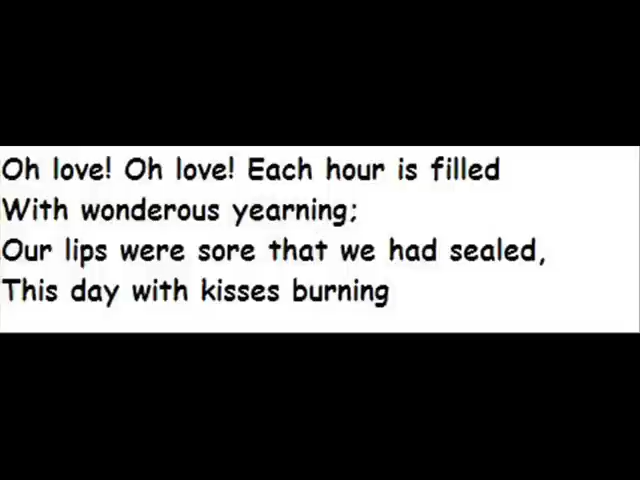 Oh love! Oh love! Each hour is filled
With wonderous yearning;
Our lips were sore that we had sealed,
This day with kisses burning